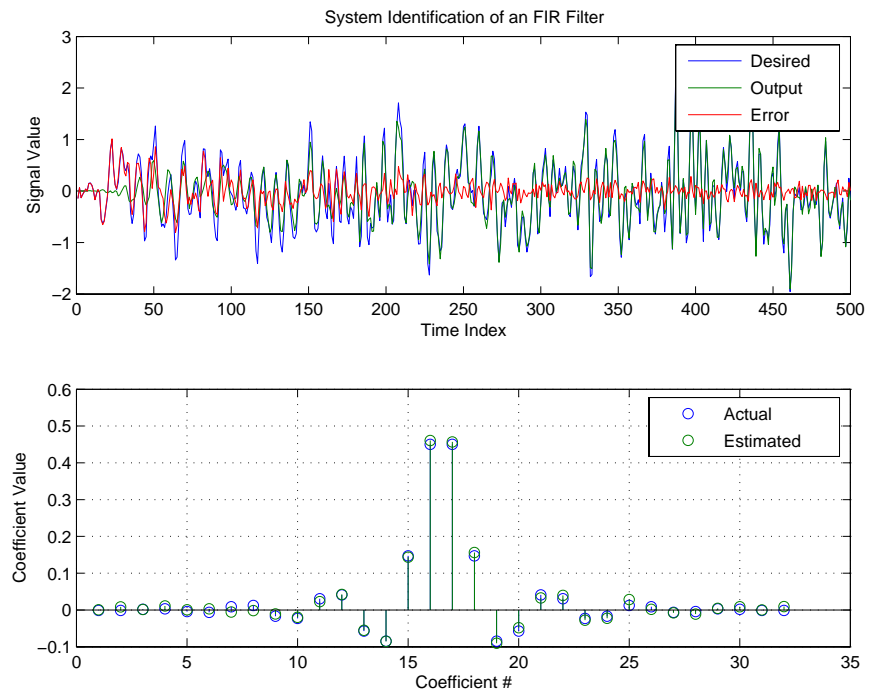 System Identification of an FIR Filter
3
2
1
0
−1
−2
Signal Value
Desired
Output
Error
0 50 100 150 200 250 300 350 400 450 500
Time Index
0.6
0.5
0.4
0.3
0.2
0.1
0
−0.1
Coefficient Value
Actual
Estimated
0 5 10 15 20 25 30 35
Coefficient #